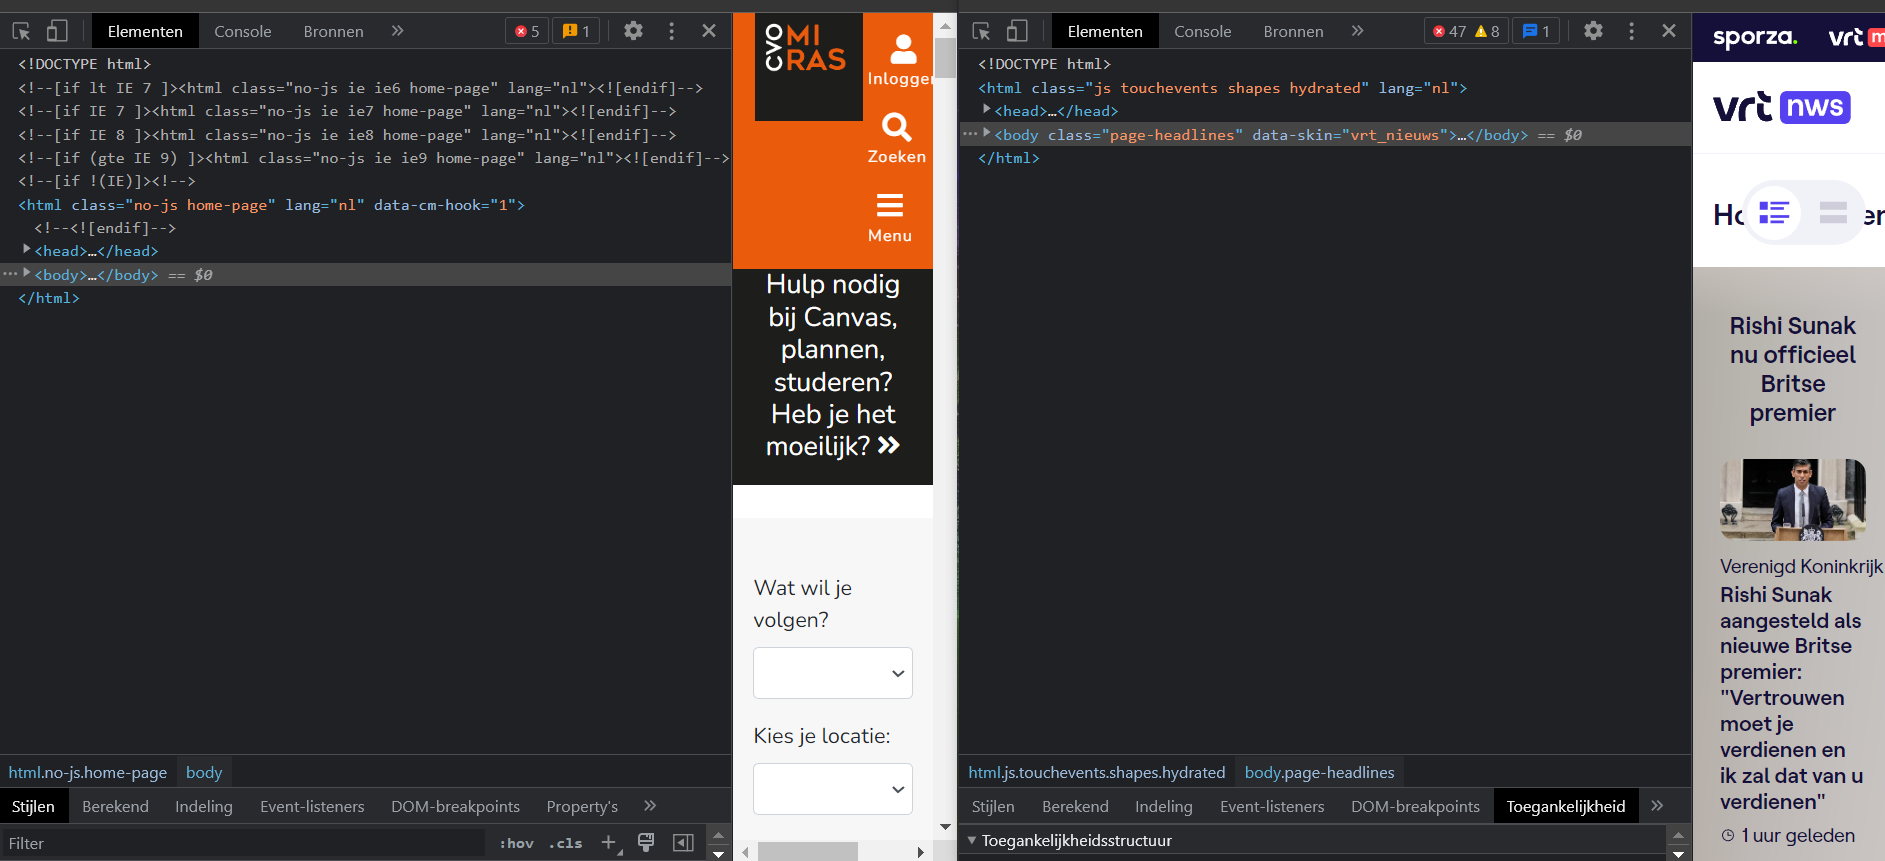 Elementen
Console
Bronnen
5
1
<!DOCTYPE html>
<!--[if lt IE 7 ]><html class="no-js ie ie6 home-page" lang="nl"><![endif]-->
<!--[if IE 7 ]><html class="no-js ie ie7 home-page" lang="nl"><![endif]-->
<!--[if IE 8 ]><html class="no-js ie ie8 home-page" lang="nl"><![endif]-->
<!--[if (gte IE 9) ]><html class="no-js ie ie9 home-page" lang="nl"><![endif]-->
<!--[if !(IE)]><!-->
<html class="no-js home-page" lang="nl" data-cm-hook="1">
<!--<![endif]-->
<head>…</head>
<body>…</body> == $0
</html>
html.no-js.home-page
body
Stijlen
Berekend
Indeling
Event-listeners
DOM-breakpoints
Property's
Filter
:hov
.cls
CVO
MI
RAS
Inlogger
Zoeken
Menu
Hulp nodig
bij Canvas,
plannen,
studeren?
Heb je het
moeilijk?
Wat wil je
volgen?
Kies je locatie:
Elementen
Console
Bronnen
47
8
1
<!DOCTYPE html>
<html class="js touchevents shapes hydrated" lang="nl">
<head>…</head>
<body class="page-headlines" data-skin="vrt_nieuws">…</body> == $0
</html>
html.js.touchevents.shapes.hydrated
body.page-headlines
Stijlen
Berekend
Indeling
Event-listeners
DOM-breakpoints
Toegankelijkheid
Toegankelijkheidsstructuur
sporza.
vrt m
vrt nws
Rishi Sunak
nu officieel
Britse
premier
Verenigd Koninkrijk
Rishi Sunak
aangesteld als
nieuwe Britse
premier:
"Vertrouwen
moet je
verdienen en
ik zal dat van u
verdienen"
1 uur geleden